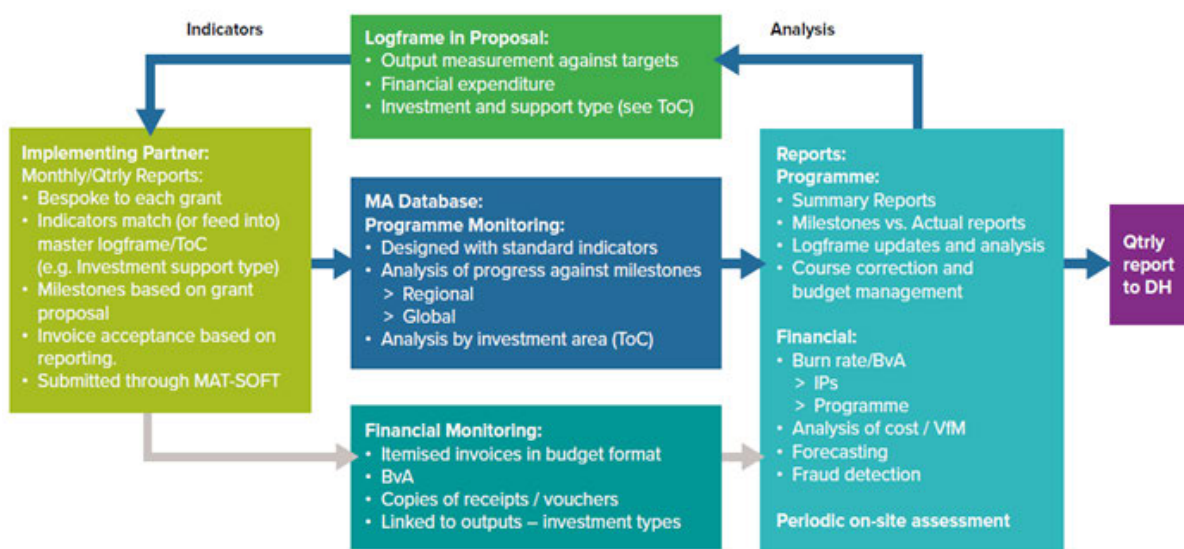 Indicators
Analysis
Logframe in Proposal:
• Output measurement against targets
• Financial expenditure
• Investment and support type (see ToC)
Implementing Partner:
Monthly/Qtrly Reports:
• Bespoke to each grant
• Indicators match (or feed into)
master logframe/ToC
(e.g. Investment support type)
• Milestones based on grant
proposal
• Invoice acceptance based on
reporting.
• Submitted through MAT-SOFT
MA Database:
Programme Monitoring:
• Designed with standard indicators
• Analysis of progress against milestones
> Regional
> Global
• Analysis by investment area (ToC)
Financial Monitoring:
• Itemised invoices in budget format
• BvA
• Copies of receipts / vouchers
• Linked to outputs – investment types
Reports:
Programme:
• Summary Reports
• Milestones vs. Actual reports
• Logframe updates and analysis
• Course correction and
budget management
Financial:
• Burn rate/BvA
> IPs
> Programme
• Analysis of cost / VfM
• Forecasting
• Fraud detection
Periodic on-site assessment
Qtrly
report
to DH